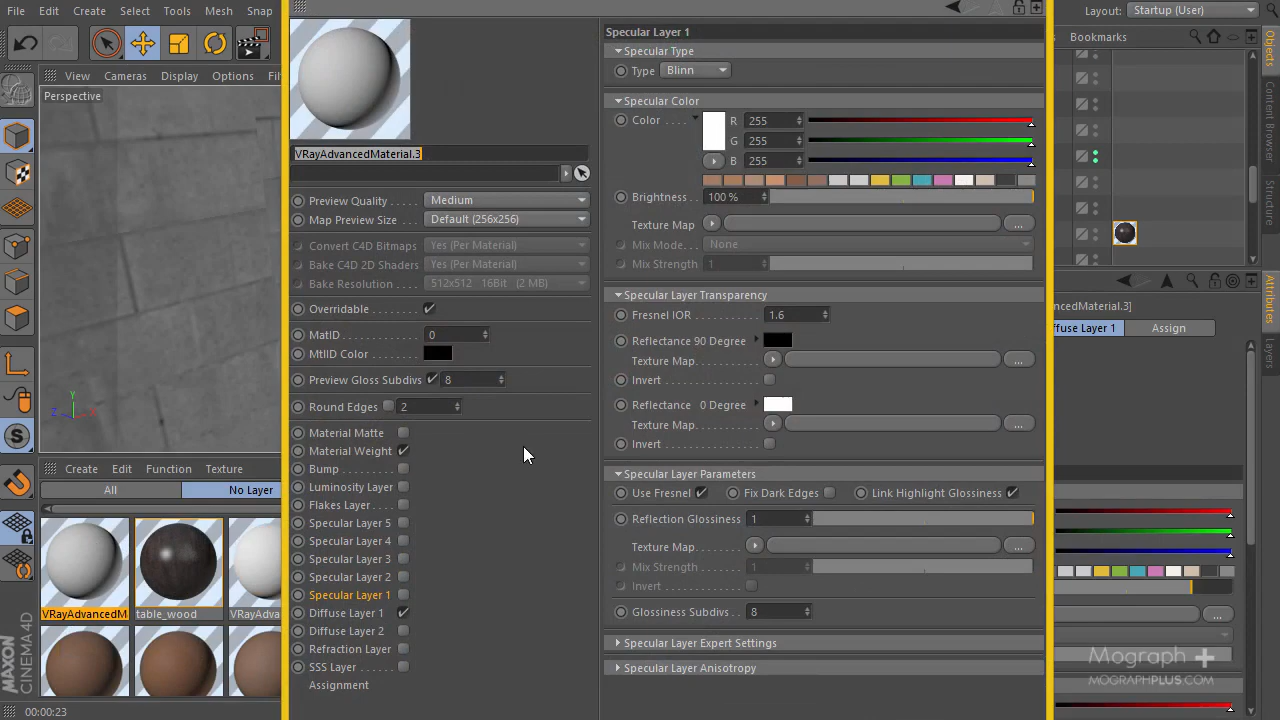 File Edit Create Select Tools Mesh Snap
Layout: Startup (User)
View Cameras Display Options
Perspective
Y
Z X
Create Edit Function Texture
All No Layer
VRayAdvancedM table_wood VRayAdva
MAXON
CINEMA 4D
00:00:23
VRayAdvancedMaterial.3
Preview Quality Medium
Map Preview Size Default (256x256)
Convert C4D Bitmaps Yes (Per Material)
Bake C4D 2D Shaders Yes (Per Material)
Bake Resolution 512x512 16Bit (2 MB)
Overridable
MatID 0
MtlID Color
Preview Gloss Subdivs 8
Round Edges 2
Material Matte
Material Weight
Bump
Luminosity Layer
Flakes Layer
Specular Layer 5
Specular Layer 4
Specular Layer 3
Specular Layer 2
Specular Layer 1
Diffuse Layer 1
Diffuse Layer 2
Refraction Layer
SSS Layer
Assignment
Specular Layer 1
Specular Type
Type Blinn
Specular Color
Color R 255
G 255
B 255
Brightness 100 %
Texture Map ...
Mix Mode None
Mix Strength 1
Specular Layer Transparency
Fresnel IOR 1.6
Reflectance 90 Degree
Texture Map ...
Invert
Reflectance 0 Degree
Texture Map ...
Invert
Specular Layer Parameters
Use Fresnel Fix Dark Edges Link Highlight Glossiness
Reflection Glossiness 1
Texture Map ...
Mix Strength 1
Invert
Glossiness Subdivs 8
Specular Layer Expert Settings
Specular Layer Anisotropy
Bookmarks
Objects
Content Browser
Structure
Attributes
Layers
ncedMaterial.3]
ffuse Layer 1 Assign
...
Mograph +
MOGRAPHPLUS.COM